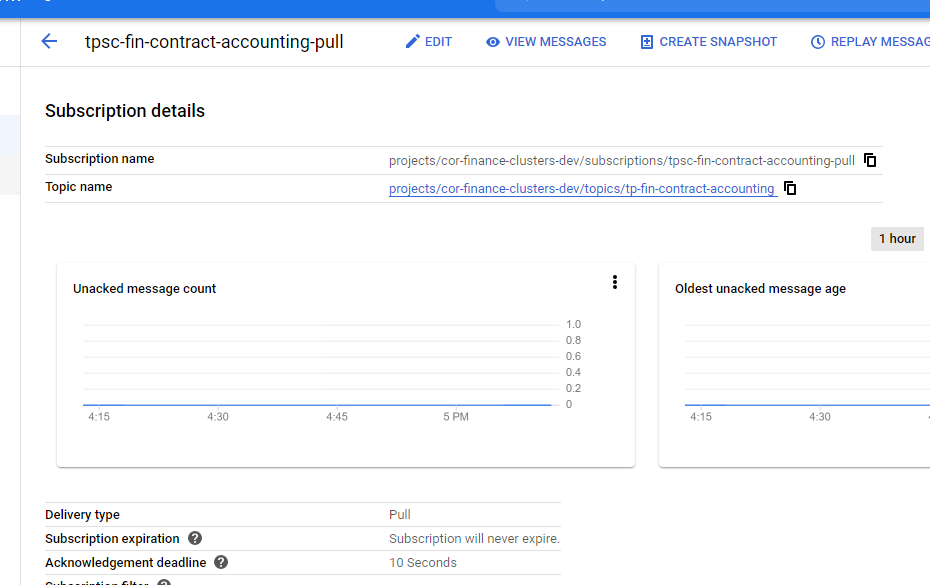 tpsc-fin-contract-accounting-pull
EDIT
VIEW MESSAGES
CREATE SNAPSHOT
REPLAY MESSAG
Subscription details
Subscription name
projects/cor-finance-clusters-dev/subscriptions/tpsc-fin-contract-accounting-pull
Topic name
projects/cor-finance-clusters-dev/topics/tp-fin-contract-accounting
1 hour
Unacked message count
1.0
0.8
0.6
0.4
0.2
0
4:15 4:30 4:45 5 PM
Oldest unacked message age
4:15 4:30
Delivery type Pull
Subscription expiration Subscription will never expire.
Acknowledgement deadline 10 Seconds
Subscription filter